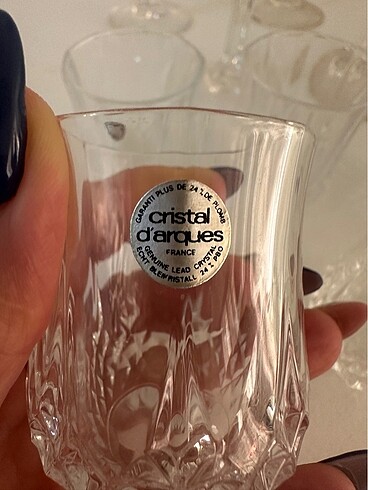 GARANTI PLUS DE 24 % DE PLOMB
cristal
d'arques
FRANCE
GENUINE LEAD CRYSTAL
ECHT BLEIKRISTALL 24 % PBO